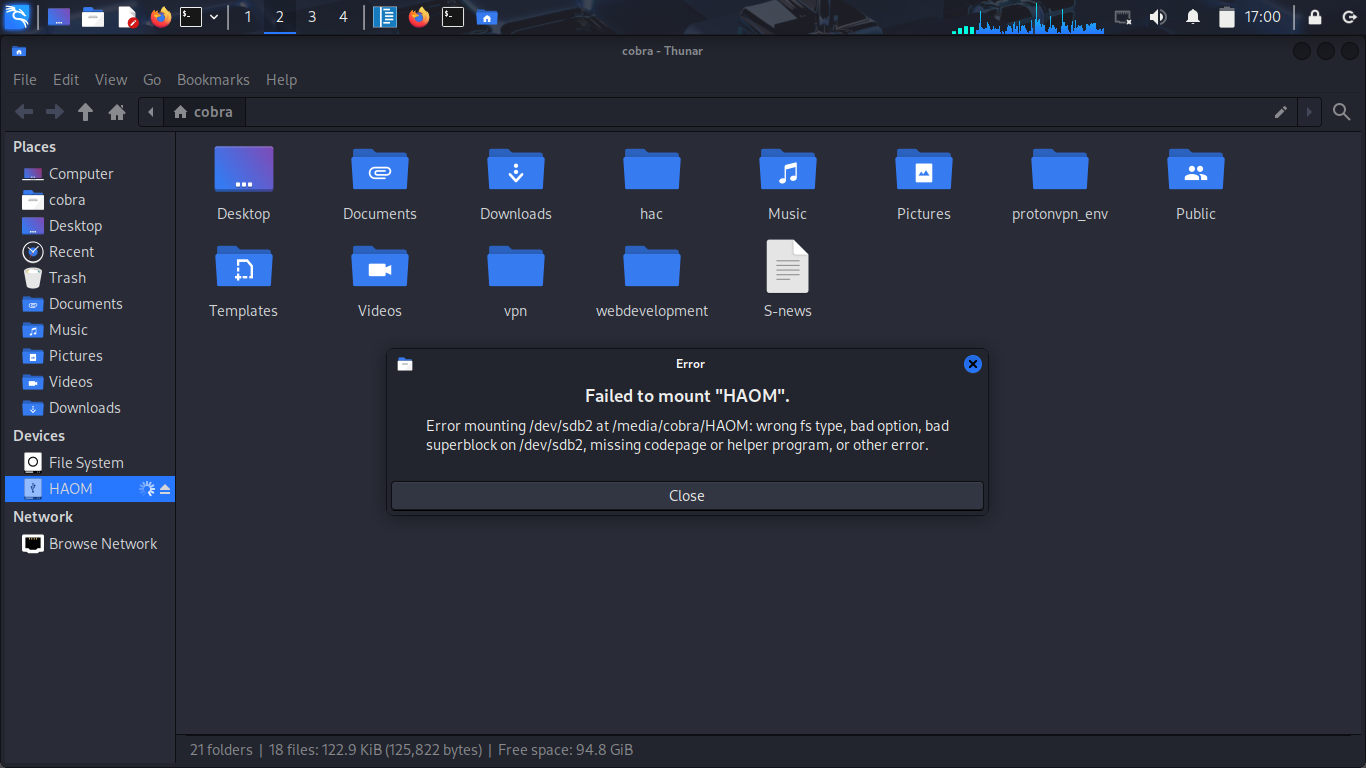 1 2 3 4 17:00
cobra - Thunar
File Edit View Go Bookmarks Help
cobra
Places
Computer
cobra
Desktop
Recent
Trash
Documents
Music
Pictures
Videos
Downloads
Devices
File System
HAOM
Network
Browse Network
Desktop Documents Downloads hac Music Pictures protonvpn_env Public
Templates Videos vpn webdevelopment S-news
Error
Failed to mount "HAOM".
Error mounting /dev/sdb2 at /media/cobra/HAOM: wrong fs type, bad option, bad
superblock on /dev/sdb2, missing codepage or helper program, or other error.
Close
21 folders | 18 files: 122.9 KiB (125,822 bytes) | Free space: 94.8 GiB